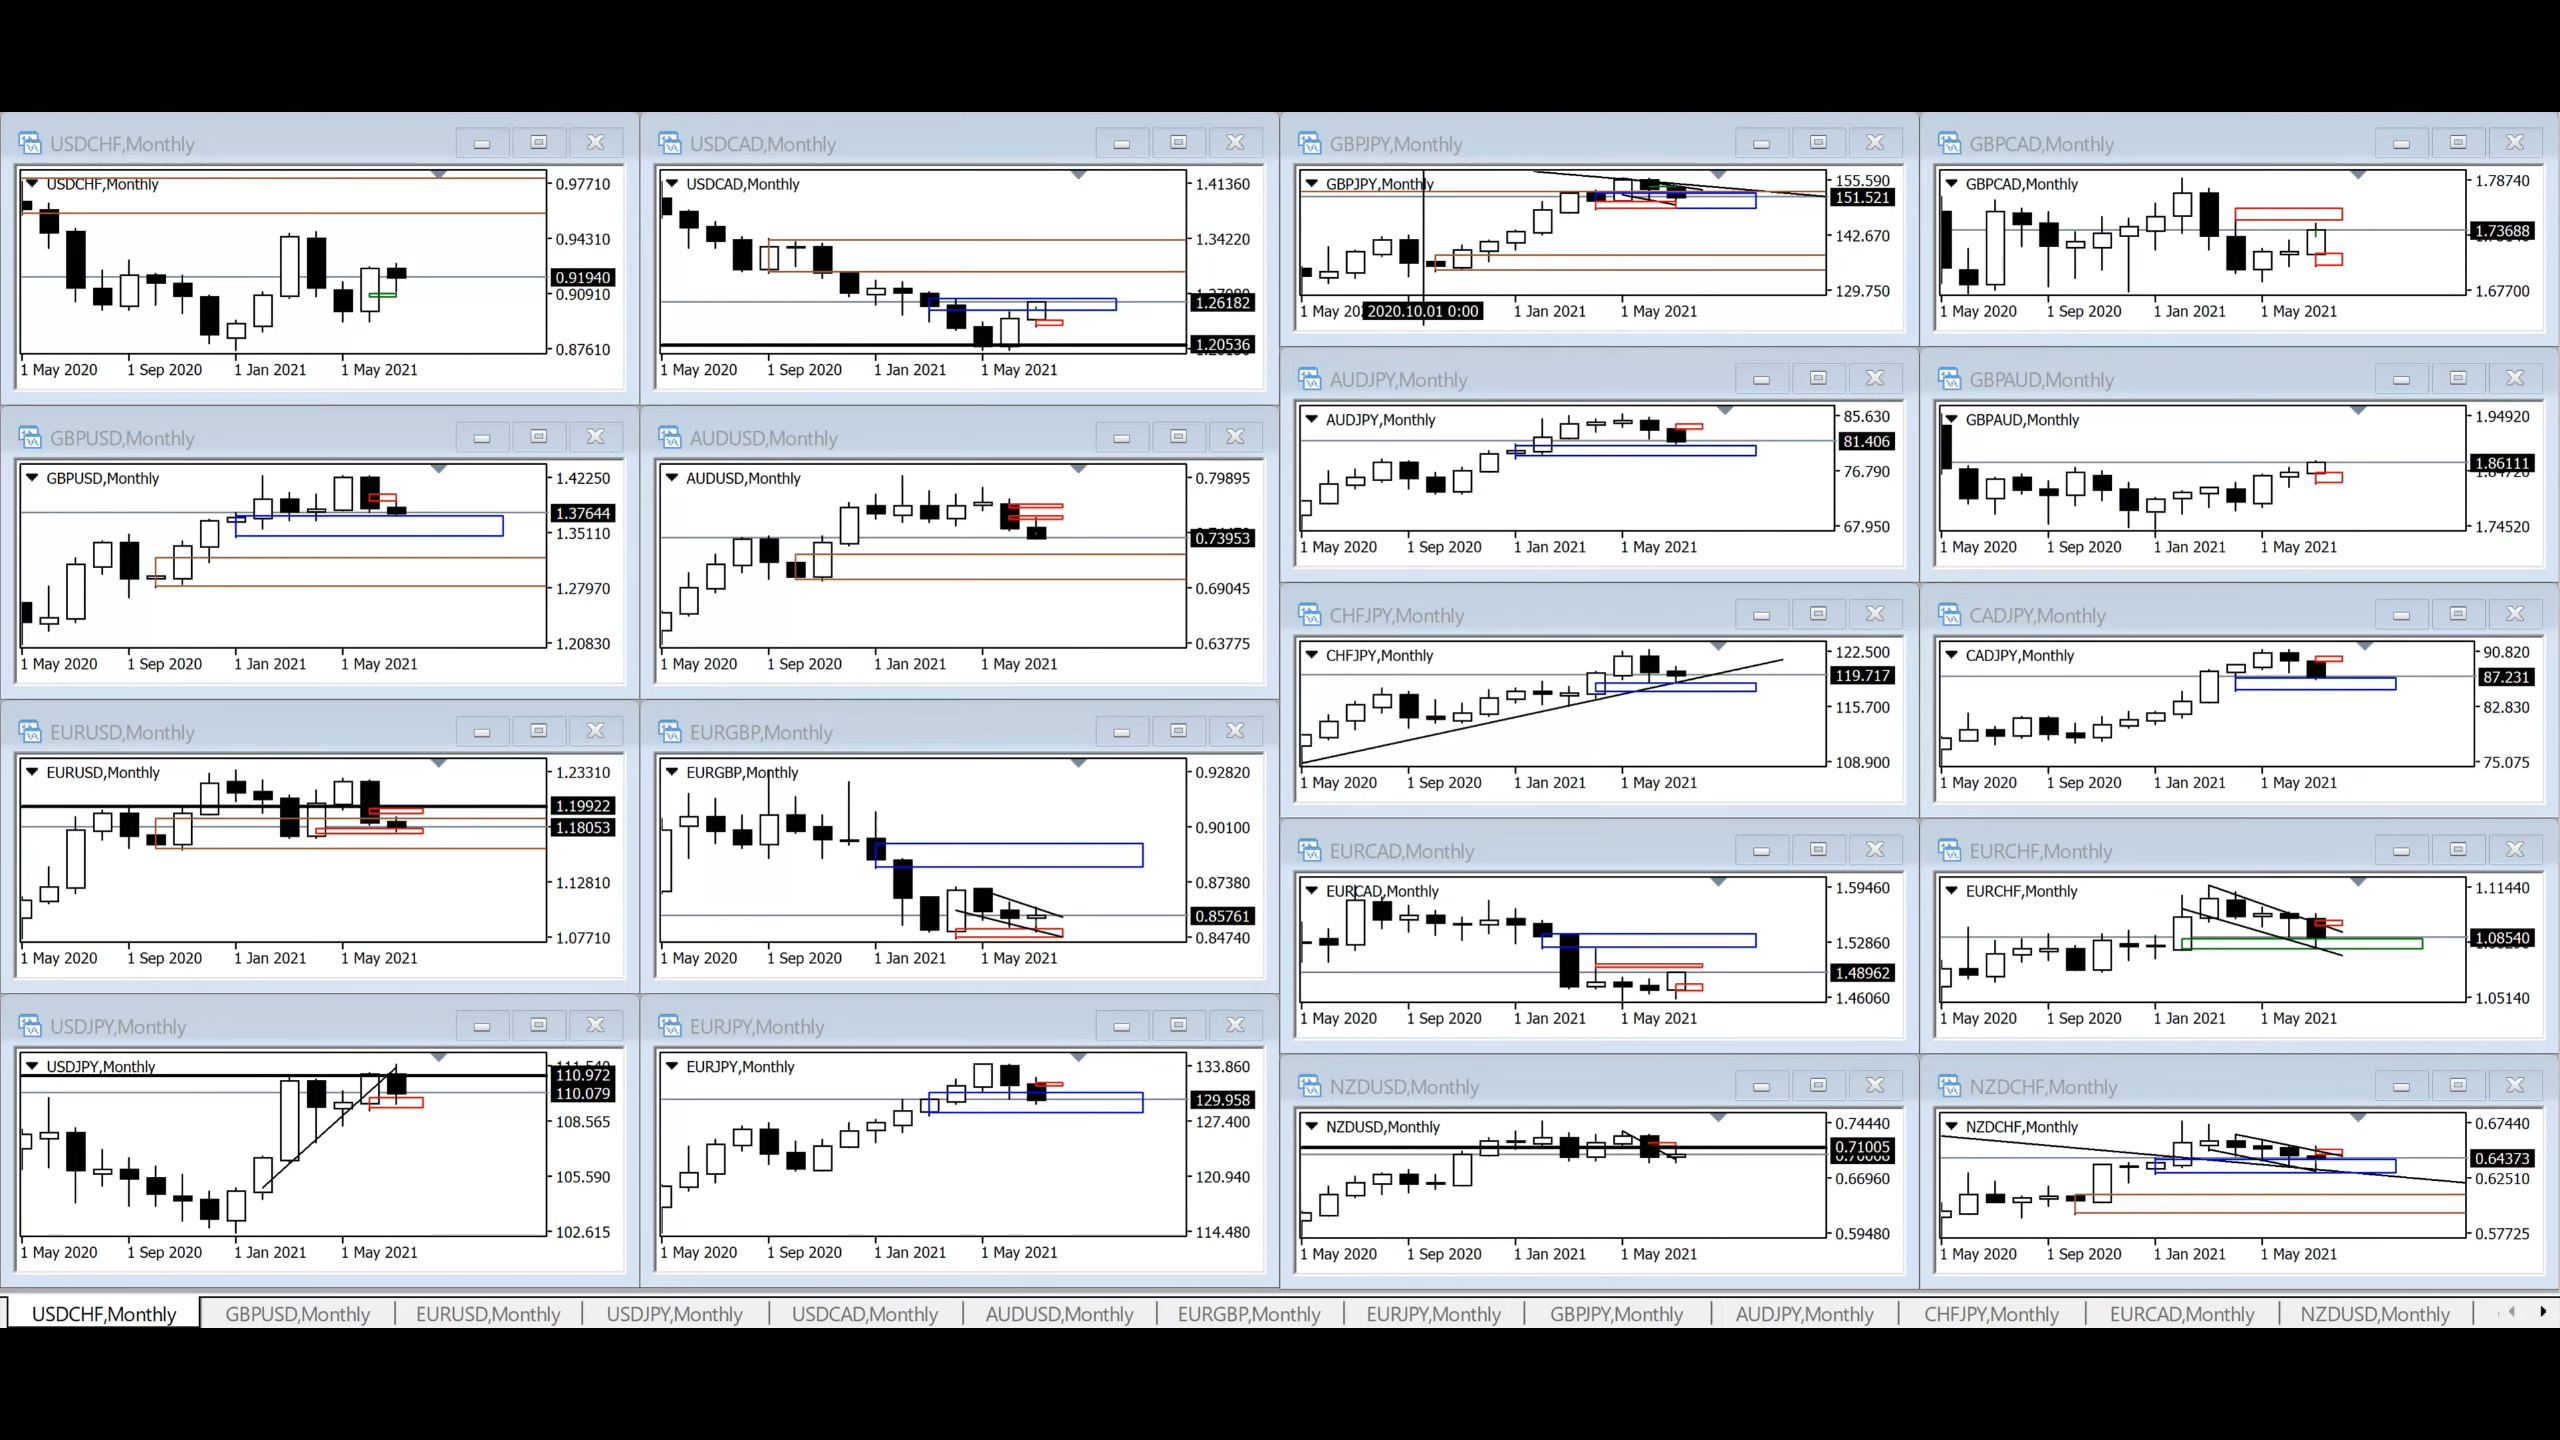 USDCHF,Monthly
USDCHF,Monthly
0.97710
0.94310
0.91940
0.90910
0.87610
1 May 2020 1 Sep 2020 1 Jan 2021 1 May 2021
GBPUSD,Monthly
GBPUSD,Monthly
1.42250
1.37644
1.35110
1.27970
1.20830
1 May 2020 1 Sep 2020 1 Jan 2021 1 May 2021
EURUSD,Monthly
EURUSD,Monthly
1.23310
1.19922
1.18053
1.12810
1.07710
1 May 2020 1 Sep 2020 1 Jan 2021 1 May 2021
USDJPY,Monthly
USDJPY,Monthly
110.972
110.079
108.565
105.590
102.615
1 May 2020 1 Sep 2020 1 Jan 2021 1 May 2021
USDCAD,Monthly
USDCAD,Monthly
1.41360
1.34220
1.26182
1.20536
1 May 2020 1 Sep 2020 1 Jan 2021 1 May 2021
AUDUSD,Monthly
AUDUSD,Monthly
0.79895
0.73953
0.69045
0.63775
1 May 2020 1 Sep 2020 1 Jan 2021 1 May 2021
EURGBP,Monthly
EURGBP,Monthly
0.92820
0.90100
0.87380
0.85761
0.84740
1 May 2020 1 Sep 2020 1 Jan 2021 1 May 2021
EURJPY,Monthly
EURJPY,Monthly
133.860
129.958
127.400
120.940
114.480
1 May 2020 1 Sep 2020 1 Jan 2021 1 May 2021
GBPJPY,Monthly
GBPJPY,Monthly
155.590
151.521
142.670
129.750
1 May 20 2020.10.01 0:00 1 Jan 2021 1 May 2021
AUDJPY,Monthly
AUDJPY,Monthly
85.630
81.406
76.790
67.950
1 May 2020 1 Sep 2020 1 Jan 2021 1 May 2021
CHFJPY,Monthly
CHFJPY,Monthly
122.500
119.717
115.700
108.900
1 May 2020 1 Sep 2020 1 Jan 2021 1 May 2021
EURCAD,Monthly
EURCAD,Monthly
1.59460
1.52860
1.48962
1.46060
1 May 2020 1 Sep 2020 1 Jan 2021 1 May 2021
NZDUSD,Monthly
NZDUSD,Monthly
0.74440
0.71005
0.66960
0.59480
1 May 2020 1 Sep 2020 1 Jan 2021 1 May 2021
GBPCAD,Monthly
GBPCAD,Monthly
1.78740
1.73688
1.67700
1 May 2020 1 Sep 2020 1 Jan 2021 1 May 2021
GBPAUD,Monthly
GBPAUD,Monthly
1.94920
1.86111
1.74520
1 May 2020 1 Sep 2020 1 Jan 2021 1 May 2021
CADJPY,Monthly
CADJPY,Monthly
90.820
87.231
82.830
75.075
1 May 2020 1 Sep 2020 1 Jan 2021 1 May 2021
EURCHF,Monthly
EURCHF,Monthly
1.11440
1.08540
1.05140
1 May 2020 1 Sep 2020 1 Jan 2021 1 May 2021
NZDCHF,Monthly
NZDCHF,Monthly
0.67440
0.64373
0.62510
0.57725
1 May 2020 1 Sep 2020 1 Jan 2021 1 May 2021
USDCHF,Monthly GBPUSD,Monthly EURUSD,Monthly USDJPY,Monthly USDCAD,Monthly AUDUSD,Monthly EURGBP,Monthly EURJPY,Monthly GBPJPY,Monthly AUDJPY,Monthly CHFJPY,Monthly EURCAD,Monthly NZDUSD,Monthly